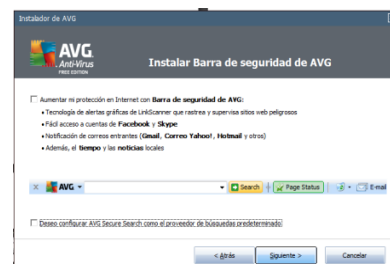 Instalador de AVG
AVG
Anti-Virus
FREE EDITION
Instalar Barra de seguridad de AVG
Aumentar mi protección en Internet con Barra de seguridad de AVG:
• Tecnología de alertas gráficas de LinkScanner que rastrea y supervisa sitios web peligrosos
• Fácil acceso a cuentas de Facebook y Skype
• Notificación de correos entrantes (Gmail, Correo Yahoo!, Hotmail y otros)
• Además, el tiempo y las noticias locales
AVG Search Page Status E-mail
Deseo configurar AVG Secure Search como el proveedor de búsquedas predeterminado
< Atrás Siguiente > Cancelar